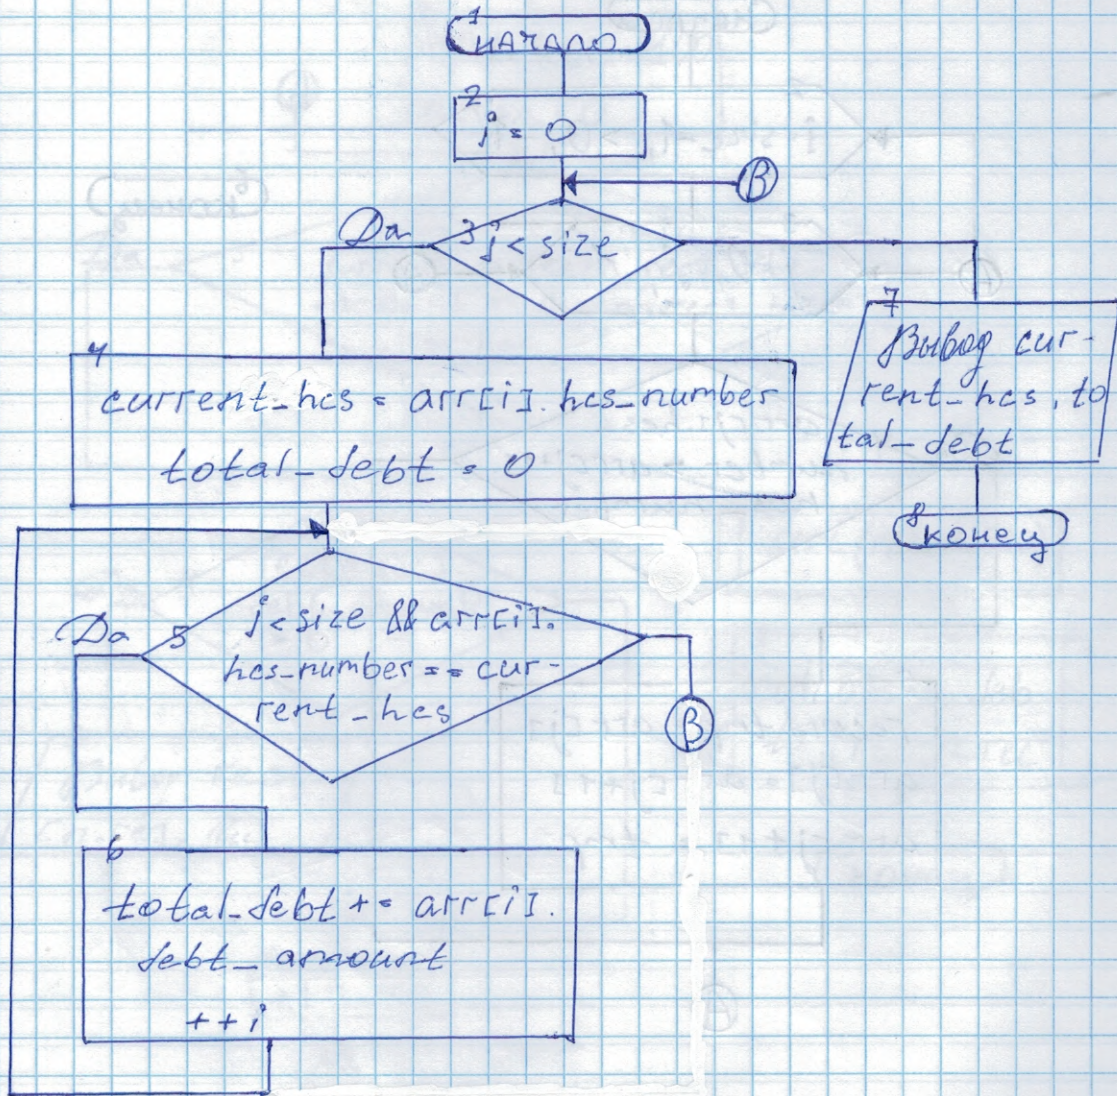 1
начало
2
i = 0
B
Да
3 i < size
4
current_hcs = arr[i]. hcs_number
total_debt = 0
7
Вывод cur-
rent_hcs, to
tal_debt
8
конец
Да
5
i < size && arr[i].
hcs_number == cur-
rent_hcs
B
6
total_debt += arr[i].
debt_amount
++i